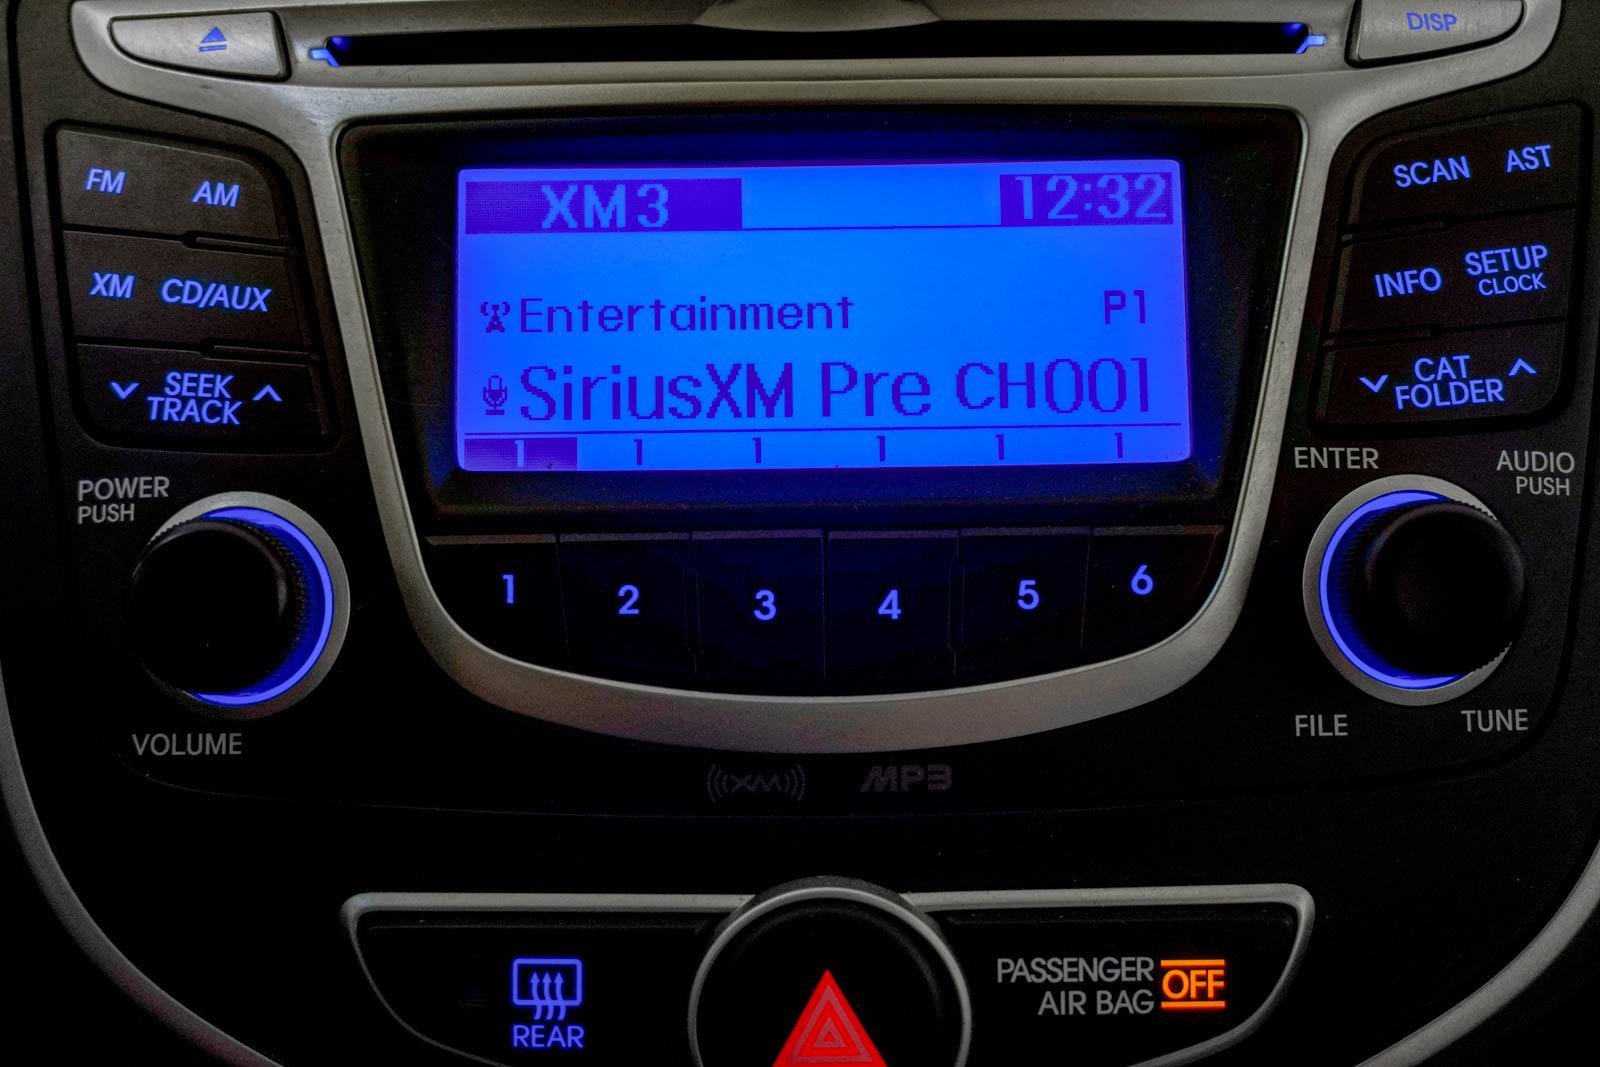 DISP
FM AM
XM CD/AUX
SEEK
TRACK
XM3 12:32
Entertainment P1
SiriusXM Pre CH001
1 1 1 1 1 1
SCAN AST
INFO SETUP
CLOCK
CAT
FOLDER
POWER
PUSH
VOLUME
1 2 3 4 5 6
ENTER AUDIO
PUSH
FILE TUNE
((XM)) MP3
REAR
PASSENGER
AIR BAG OFF